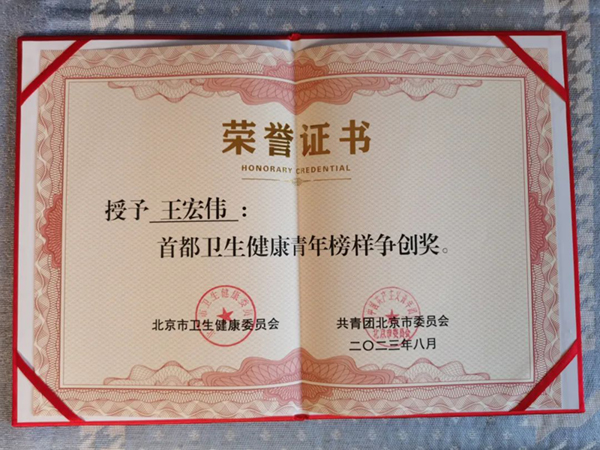 荣誉证书
HONORARY CREDENTIAL
授予 王宏伟 :
首都卫生健康青年榜样争创奖。
北京市卫生健康委员会
共青团北京市委员会
二〇二三年八月